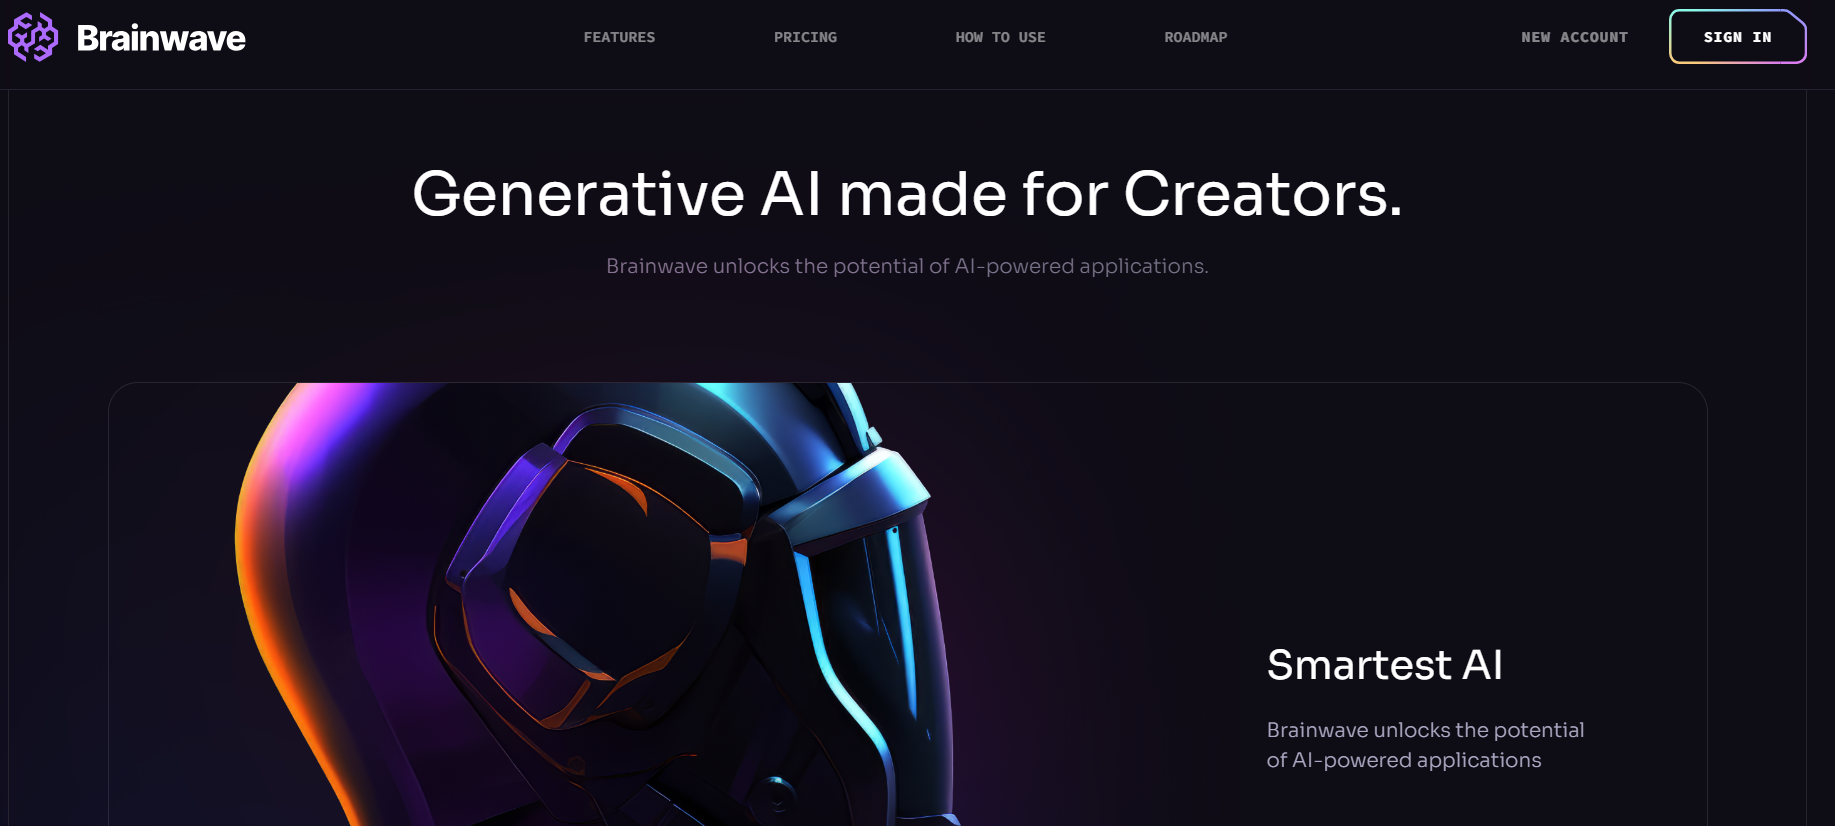 Brainwave
FEATURES
PRICING
HOW TO USE
ROADMAP
NEW ACCOUNT
SIGN IN
Generative AI made for Creators.
Brainwave unlocks the potential of AI-powered applications.
Smartest AI
Brainwave unlocks the potential
of AI-powered applications